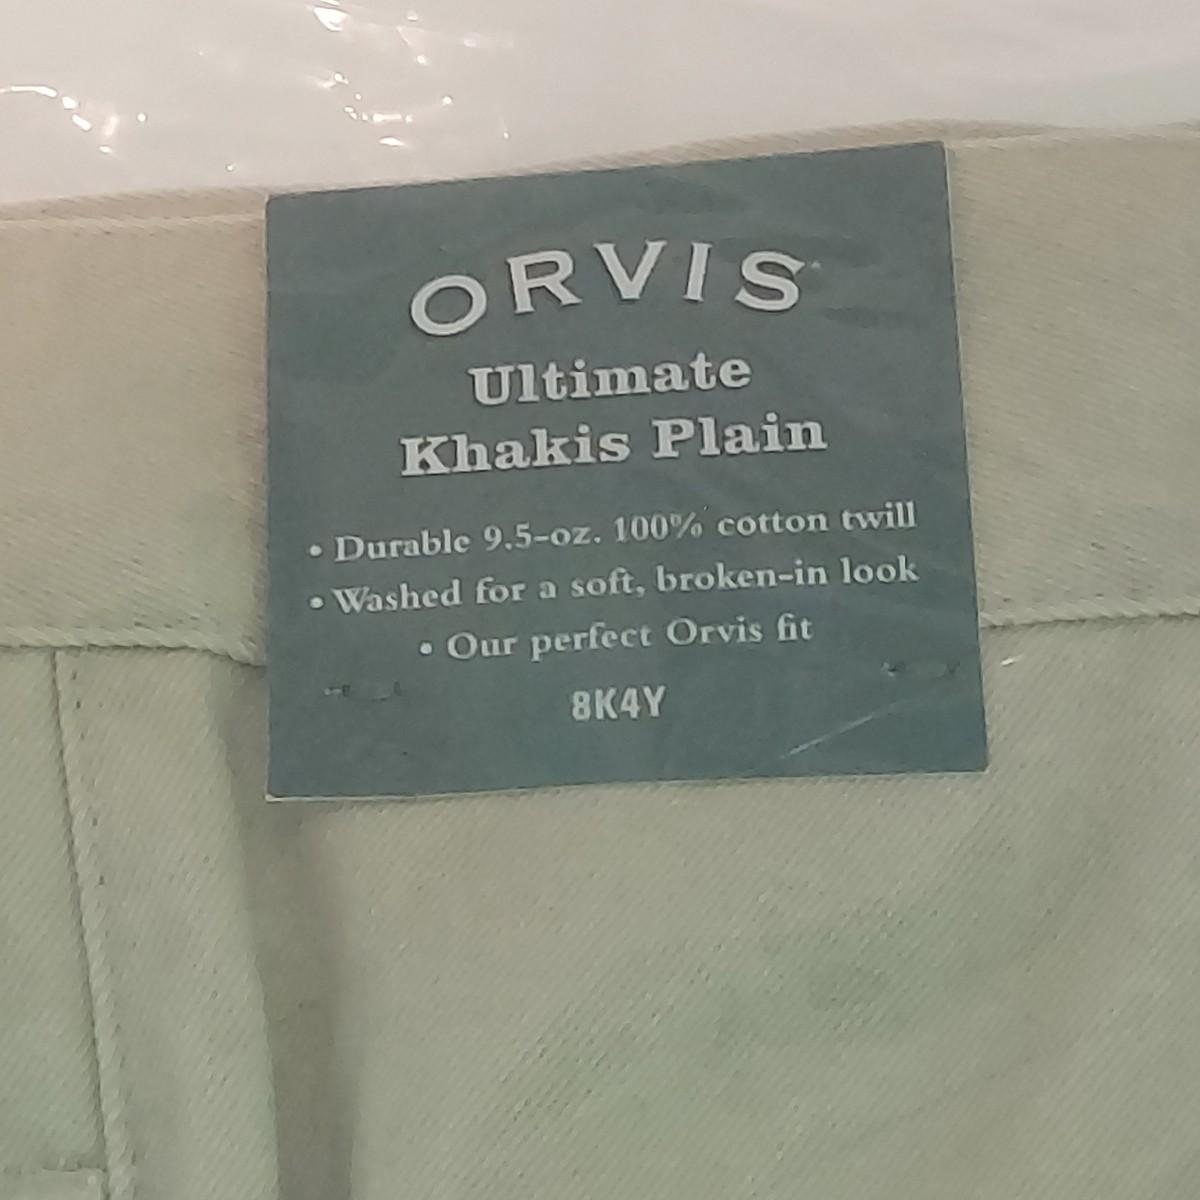 ORVIS
Ultimate
Khakis Plain
• Durable 9.5-oz. 100% cotton twill
• Washed for a soft, broken-in look
• Our perfect Orvis fit
8K4Y